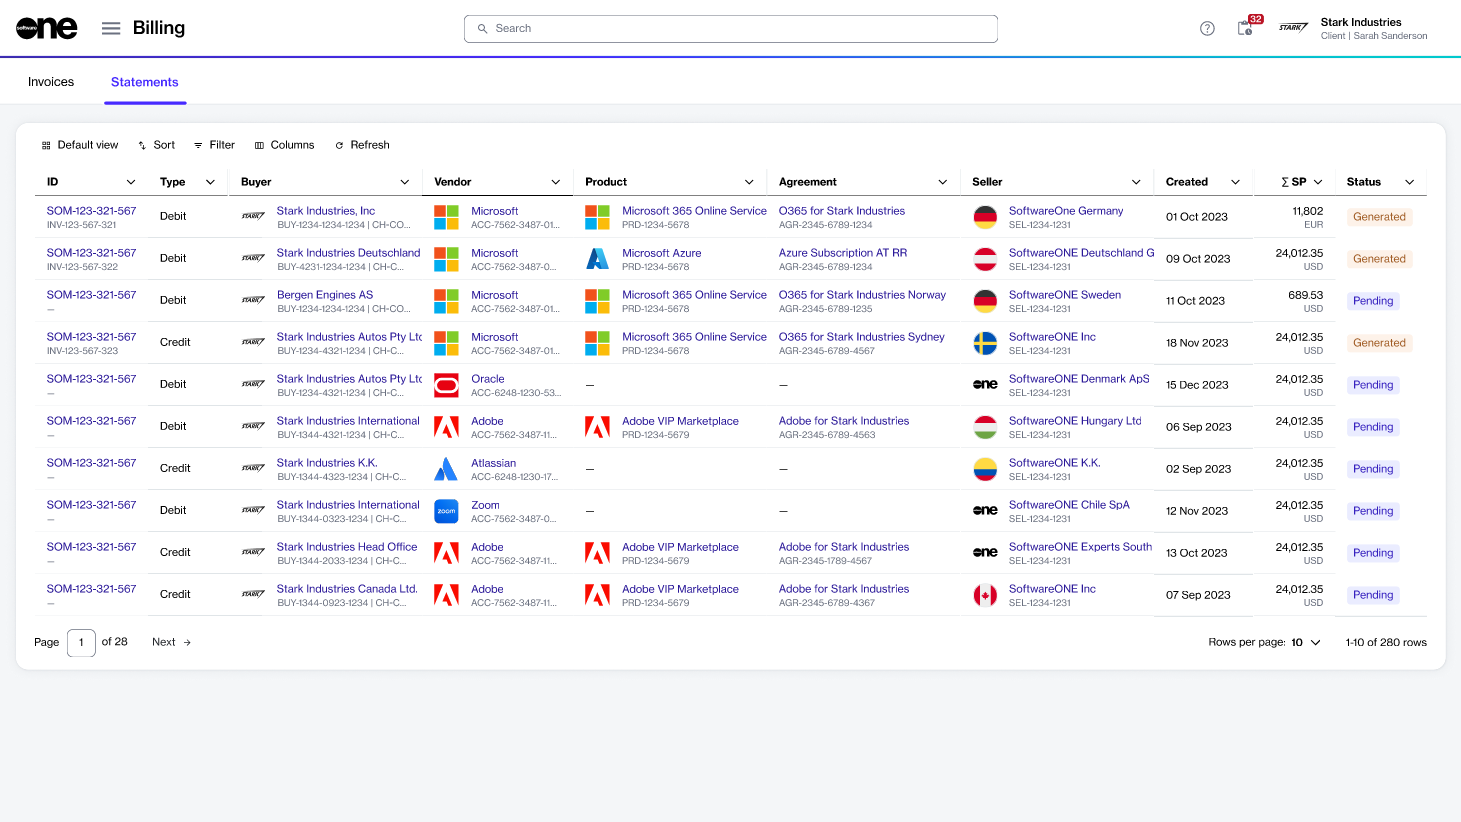 software one
Billing
Search
32
STARK
Stark Industries
Client | Sarah Sanderson
Invoices
Statements
Default view
Sort
Filter
Columns
Refresh
ID Type Buyer Vendor Product Agreement Seller Created ∑ SP Status
SOM-123-321-567 Debit STARK Stark Industries, Inc Microsoft Microsoft 365 Online Service O365 for Stark Industries SoftwareOne Germany 01 Oct 2023 11,802 Generated
INV-123-567-321 BUY-1234-1234-1234 | CH-CO... ACC-7562-3487-01... PRD-1234-5678 AGR-2345-6789-1234 SEL-1234-1231 EUR
SOM-123-321-567 Debit STARK Stark Industries Deutschland Microsoft Microsoft Azure Azure Subscription AT RR SoftwareONE Deutschland G 09 Oct 2023 24,012.35 Generated
INV-123-567-322 BUY-4231-1234-1234 | CH-C... ACC-7562-3487-0... PRD-1234-5678 AGR-2345-6789-1234 SEL-1234-1231 USD
SOM-123-321-567 Debit STARK Bergen Engines AS Microsoft Microsoft 365 Online Service O365 for Stark Industries Norway SoftwareONE Sweden 11 Oct 2023 689.53 Pending
— BUY-1234-1234-1234 | CH-CO... ACC-7562-3487-01... PRD-1234-5678 AGR-2345-6789-1235 SEL-1234-1231 USD
SOM-123-321-567 Credit STARK Stark Industries Autos Pty Ltd Microsoft Microsoft 365 Online Service O365 for Stark Industries Sydney SoftwareONE Inc 18 Nov 2023 24,012.35 Generated
INV-123-567-323 BUY-1234-4321-1234 | CH-C... ACC-7562-3487-01... PRD-1234-5678 AGR-2345-6789-4567 SEL-1234-1231 USD
SOM-123-321-567 Debit STARK Stark Industries Autos Pty Ltd Oracle — — one SoftwareONE Denmark ApS 15 Dec 2023 24,012.35 Pending
— BUY-1234-4321-1234 | CH-C... ACC-6248-1230-53... SEL-1234-1231 USD
SOM-123-321-567 Debit STARK Stark Industries International Adobe Adobe VIP Marketplace Adobe for Stark Industries SoftwareONE Hungary Ltd 06 Sep 2023 24,012.35 Pending
— BUY-1344-4321-1234 | CH-C... ACC-7562-3487-11... PRD-1234-5679 AGR-2345-6789-4563 SEL-1234-1231 USD
SOM-123-321-567 Credit STARK Stark Industries K.K. Atlassian — — SoftwareONE K.K. 02 Sep 2023 24,012.35 Pending
— BUY-1344-4323-1234 | CH-C... ACC-6248-1230-17... SEL-1234-1231 USD
SOM-123-321-567 Debit STARK Stark Industries International zoom Zoom — — one SoftwareONE Chile SpA 12 Nov 2023 24,012.35 Pending
— BUY-1344-0323-1234 | CH-C... ACC-7562-3487-0... SEL-1234-1231 USD
SOM-123-321-567 Credit STARK Stark Industries Head Office Adobe Adobe VIP Marketplace Adobe for Stark Industries one SoftwareONE Experts South 13 Oct 2023 24,012.35 Pending
— BUY-1344-2033-1234 | CH-C... ACC-7562-3487-11... PRD-1234-5679 AGR-2345-1789-4567 SEL-1234-1231 USD
SOM-123-321-567 Credit STARK Stark Industries Canada Ltd. Adobe Adobe VIP Marketplace Adobe for Stark Industries SoftwareONE Inc 07 Sep 2023 24,012.35 Pending
— BUY-1344-0923-1234 | CH-C... ACC-7562-3487-11... PRD-1234-5679 AGR-2345-6789-4367 SEL-1234-1231 USD
Page 1 of 28 Next → Rows per page: 10 1-10 of 280 rows